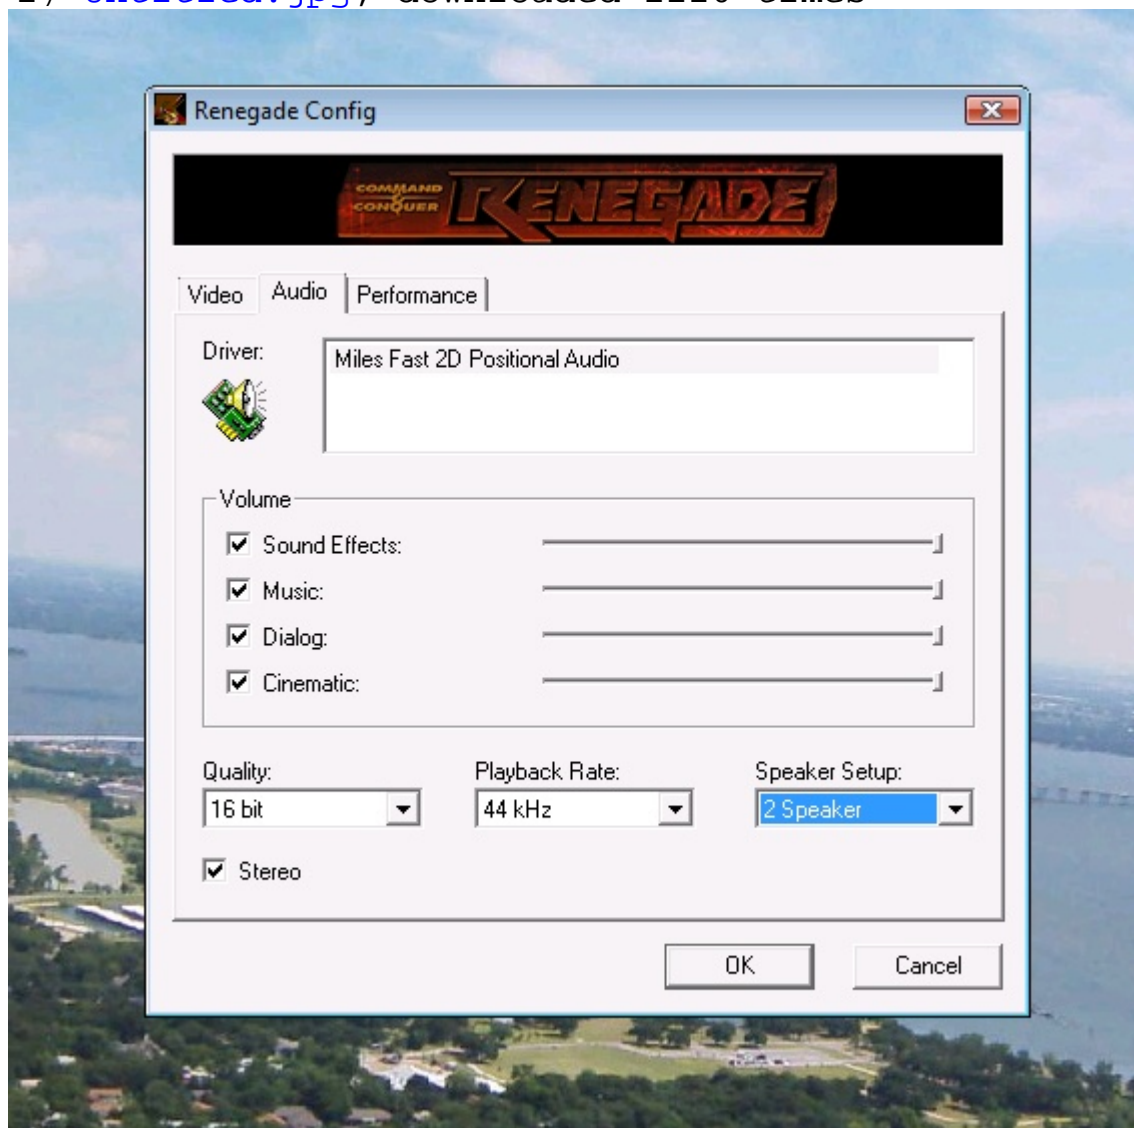 Renegade Config
COMMAND & CONQUER RENEGADE
Video Audio Performance
Driver:
Miles Fast 2D Positional Audio
Volume
Sound Effects:
Music:
Dialog:
Cinematic:
Quality: Playback Rate: Speaker Setup:
16 bit 44 kHz 2 Speaker
Stereo
OK Cancel